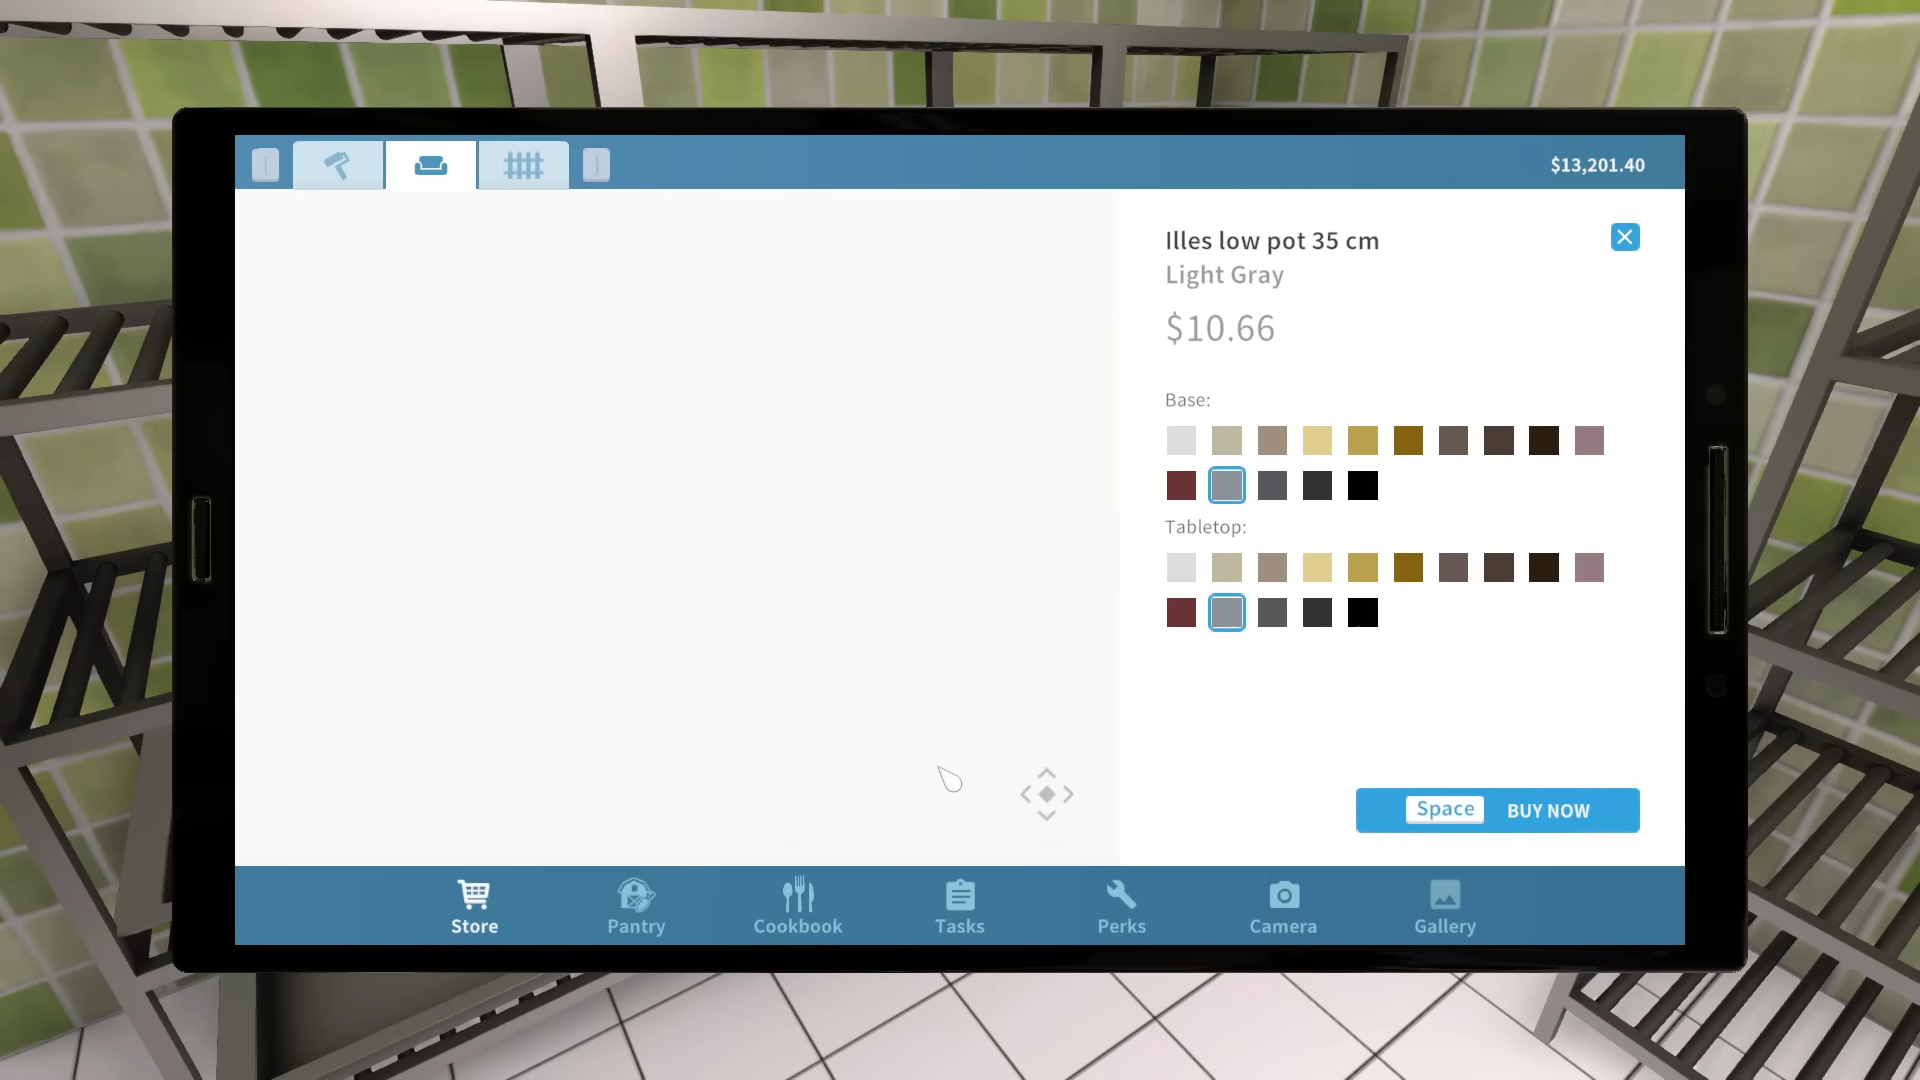 [
]
$13,201.40
Illes low pot 35 cm
Light Gray
$10.66
Base:
Tabletop:
Space BUY NOW
Store Pantry Cookbook Tasks Perks Camera Gallery